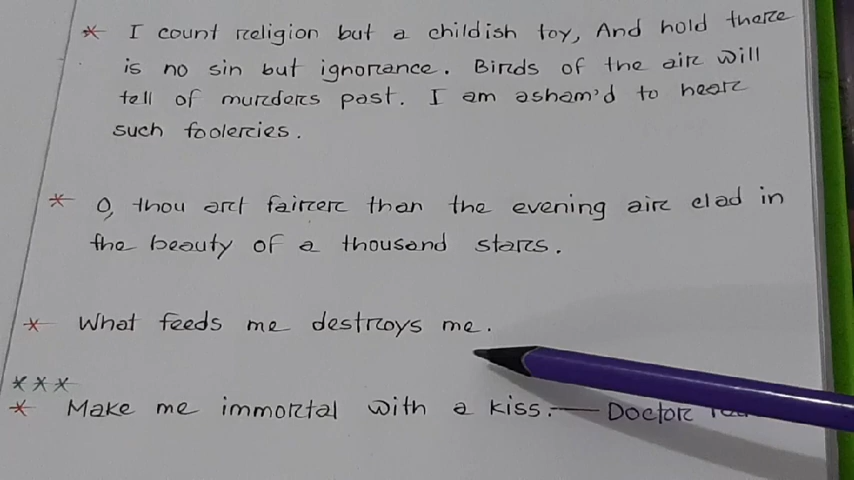 * I count religion but a childish toy, And hold there
is no sin but ignorance. Birds of the air will
tell of murders past. I am asham'd to hear
such fooleries.
* O, thou art fairer than the evening air clad in
the beauty of a thousand stars.
* What feeds me destroys me.
***
* Make me immortal with a kiss. — Doctor